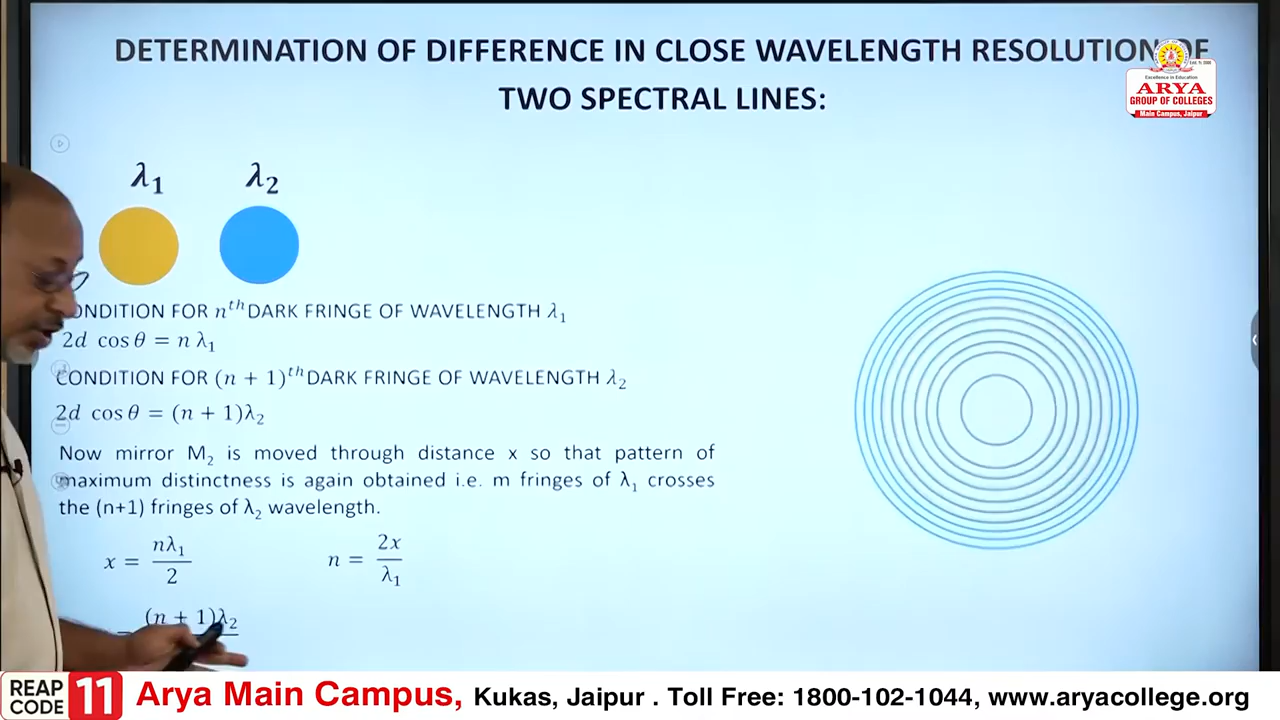 DETERMINATION OF DIFFERENCE IN CLOSE WAVELENGTH RESOLUTION OF
TWO SPECTRAL LINES:
Excellence in Education
ARYA
GROUP OF COLLEGES
Main Campus, Jaipur
λ₁ λ₂
CONDITION FOR nᵗʰ DARK FRINGE OF WAVELENGTH λ₁
2d cos θ = n λ₁
CONDITION FOR (n + 1)ᵗʰ DARK FRINGE OF WAVELENGTH λ₂
2d cos θ = (n + 1)λ₂
Now mirror M₂ is moved through distance x so that pattern of
maximum distinctness is again obtained i.e. m fringes of λ₁ crosses
the (n+1) fringes of λ₂ wavelength.
x = nλ₁/2 n = 2x/λ₁
(n + 1)λ₂
REAP
CODE 11
Arya Main Campus, Kukas, Jaipur . Toll Free: 1800-102-1044, www.aryacollege.org